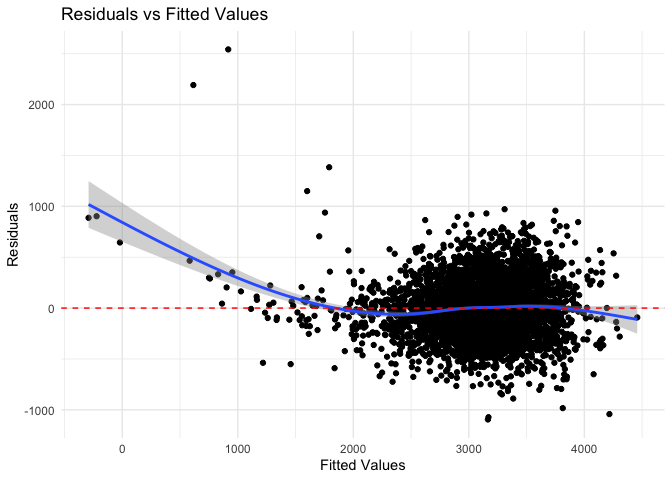 Residuals vs Fitted Values
Residuals
2000
1000
0
-1000
0 1000 2000 3000 4000
Fitted Values